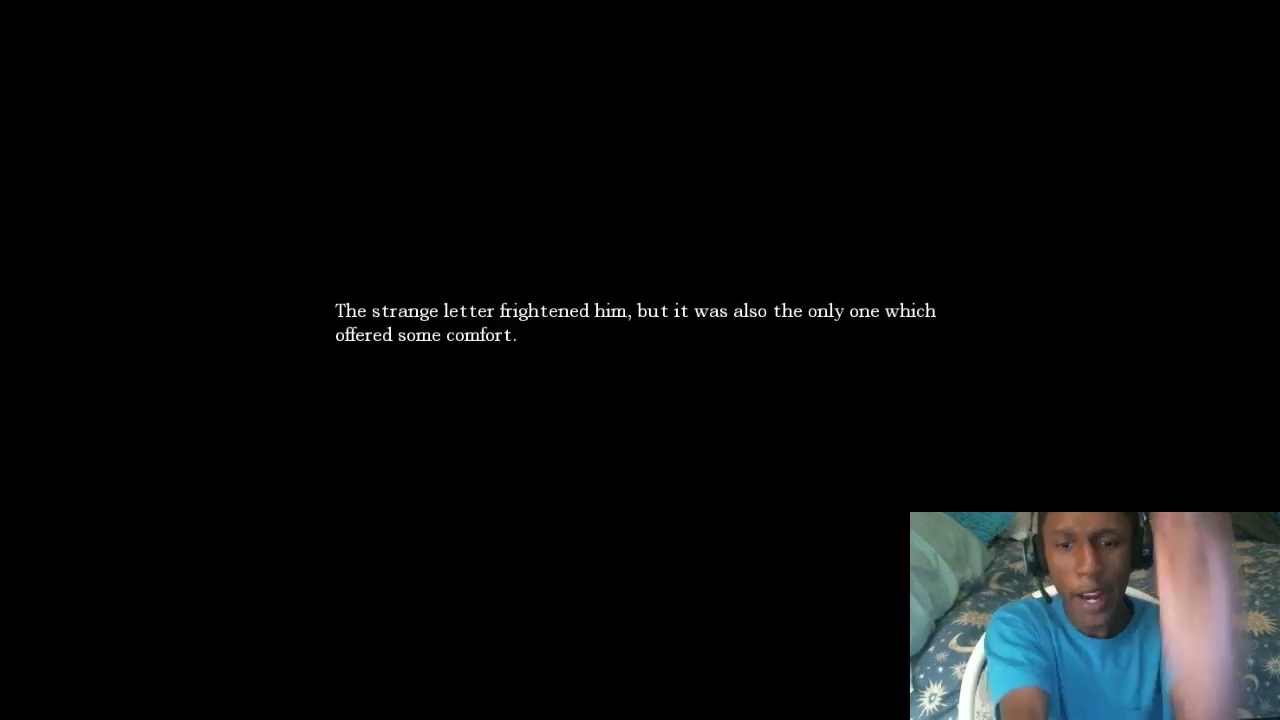 The strange letter frightened him, but it was also the only one which
offered some comfort.